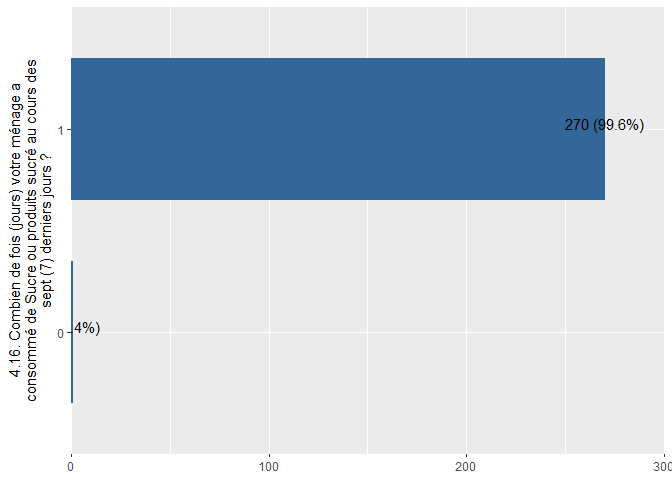 4.16. Combien de fois (jours) votre ménage a
consommé de Sucre ou produits sucré au cours des
sept (7) derniers jours ?
1
270 (99.6%)
0
4%)
0
100
200
300